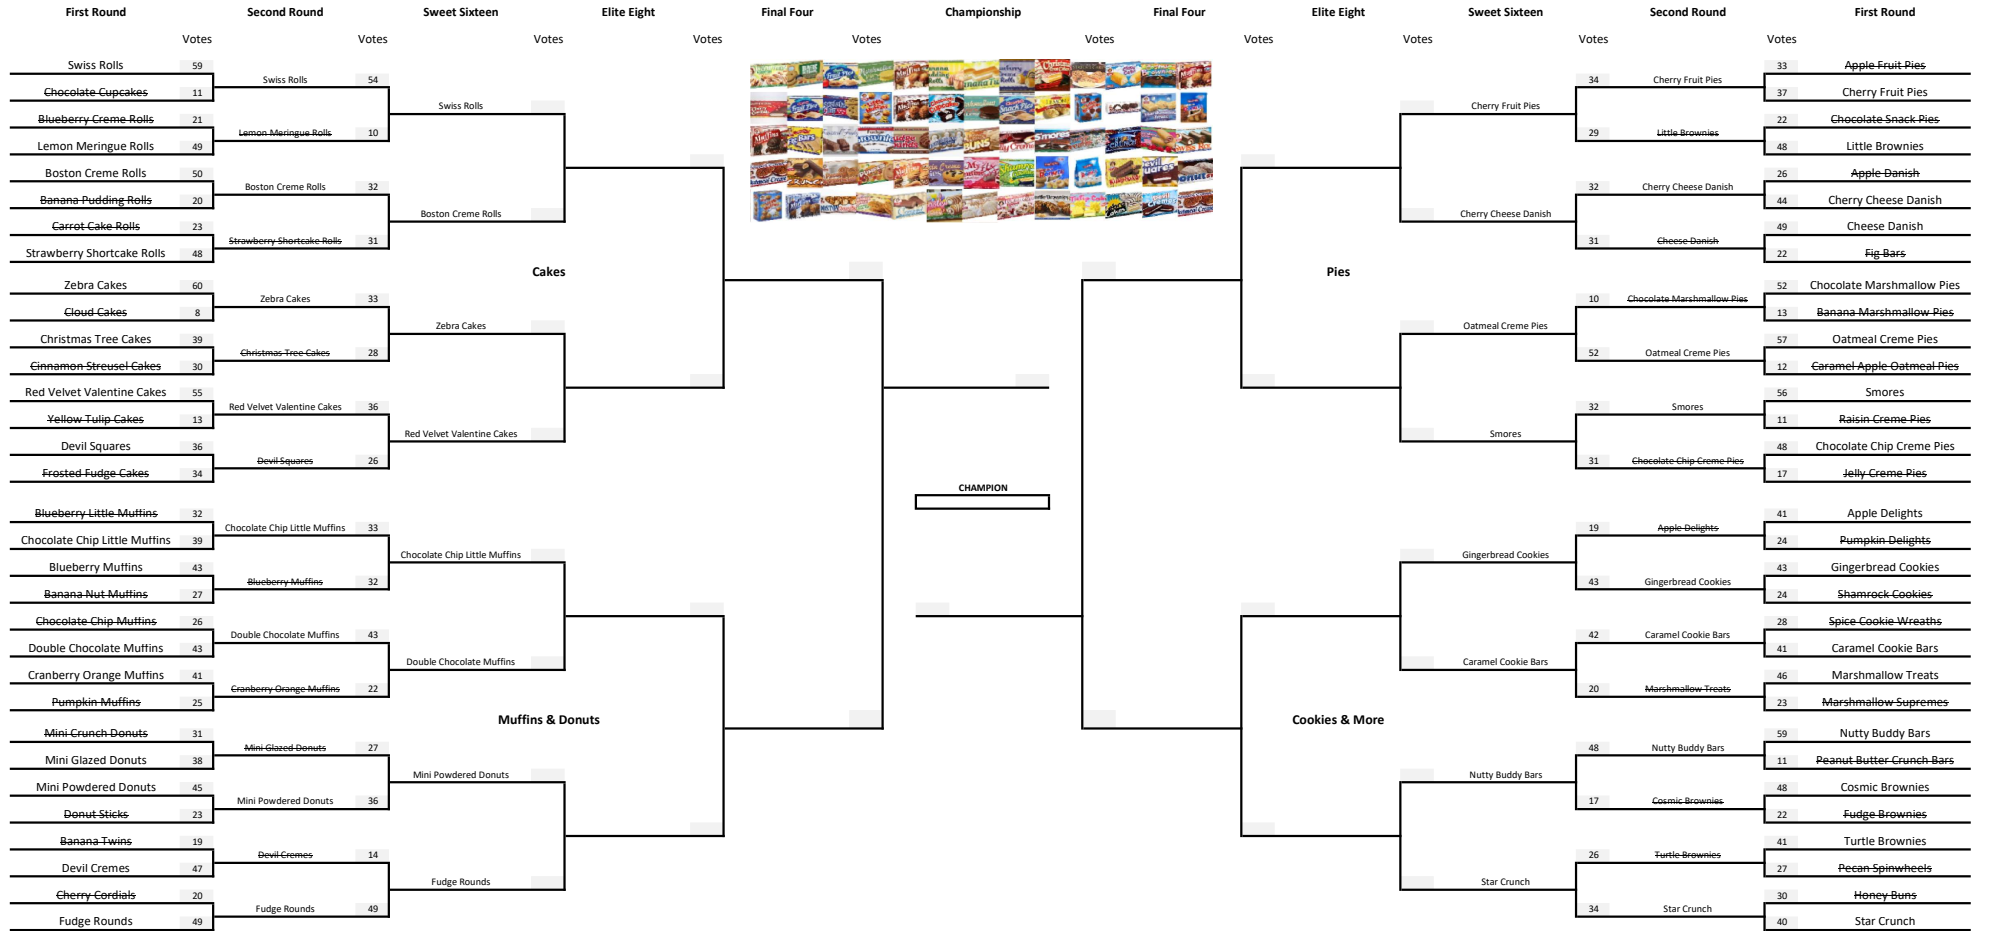 First Round Second Round Sweet Sixteen Elite Eight Final Four Championship Final Four Elite Eight Sweet Sixteen Second Round First Round
Votes Votes Votes Votes Votes Votes Votes Votes Votes Votes
Swiss Rolls 59
Chocolate Cupcakes 11
Blueberry Creme Rolls 21
Lemon Meringue Rolls 49
Boston Creme Rolls 50
Banana Pudding Rolls 20
Carrot Cake Rolls 23
Strawberry Shortcake Rolls 48
Zebra Cakes 60
Cloud Cakes 8
Christmas Tree Cakes 39
Cinnamon Streusel Cakes 30
Red Velvet Valentine Cakes 55
Yellow Tulip Cakes 13
Devil Squares 36
Frosted Fudge Cakes 34
Blueberry Little Muffins 32
Chocolate Chip Little Muffins 39
Blueberry Muffins 43
Banana Nut Muffins 27
Chocolate Chip Muffins 26
Double Chocolate Muffins 43
Cranberry Orange Muffins 41
Pumpkin Muffins 25
Mini Crunch Donuts 31
Mini Glazed Donuts 38
Mini Powdered Donuts 45
Donut Sticks 23
Banana Twins 19
Devil Cremes 47
Cherry Cordials 20
Fudge Rounds 49
Swiss Rolls 54
Lemon Meringue Rolls 10
Boston Creme Rolls 32
Strawberry Shortcake Rolls 31
Zebra Cakes 33
Christmas Tree Cakes 28
Red Velvet Valentine Cakes 36
Devil Squares 26
Chocolate Chip Little Muffins 33
Blueberry Muffins 32
Double Chocolate Muffins 43
Cranberry Orange Muffins 22
Mini Glazed Donuts 27
Mini Powdered Donuts 36
Devil Cremes 14
Fudge Rounds 49
Swiss Rolls
Boston Creme Rolls
Zebra Cakes
Red Velvet Valentine Cakes
Chocolate Chip Little Muffins
Double Chocolate Muffins
Mini Powdered Donuts
Fudge Rounds
Cakes
Muffins & Donuts
CHAMPION
Pies
Cookies & More
Cherry Fruit Pies
Cherry Cheese Danish
Oatmeal Creme Pies
Smores
Gingerbread Cookies
Caramel Cookie Bars
Nutty Buddy Bars
Star Crunch
34 Cherry Fruit Pies
29 Little Brownies
32 Cherry Cheese Danish
31 Cheese Danish
10 Chocolate Marshmallow Pies
52 Oatmeal Creme Pies
32 Smores
31 Chocolate Chip Creme Pies
19 Apple Delights
43 Gingerbread Cookies
42 Caramel Cookie Bars
20 Marshmallow Treats
48 Nutty Buddy Bars
17 Cosmic Brownies
26 Turtle Brownies
34 Star Crunch
33 Apple Fruit Pies
37 Cherry Fruit Pies
22 Chocolate Snack Pies
48 Little Brownies
26 Apple Danish
44 Cherry Cheese Danish
49 Cheese Danish
22 Fig Bars
52 Chocolate Marshmallow Pies
13 Banana Marshmallow Pies
57 Oatmeal Creme Pies
12 Caramel Apple Oatmeal Pies
56 Smores
11 Raisin Creme Pies
48 Chocolate Chip Creme Pies
17 Jelly Creme Pies
41 Apple Delights
24 Pumpkin Delights
43 Gingerbread Cookies
24 Shamrock Cookies
28 Spice Cookie Wreaths
41 Caramel Cookie Bars
46 Marshmallow Treats
23 Marshmallow Supremes
59 Nutty Buddy Bars
11 Peanut Butter Crunch Bars
48 Cosmic Brownies
22 Fudge Brownies
41 Turtle Brownies
27 Pecan Spinwheels
30 Honey Buns
40 Star Crunch